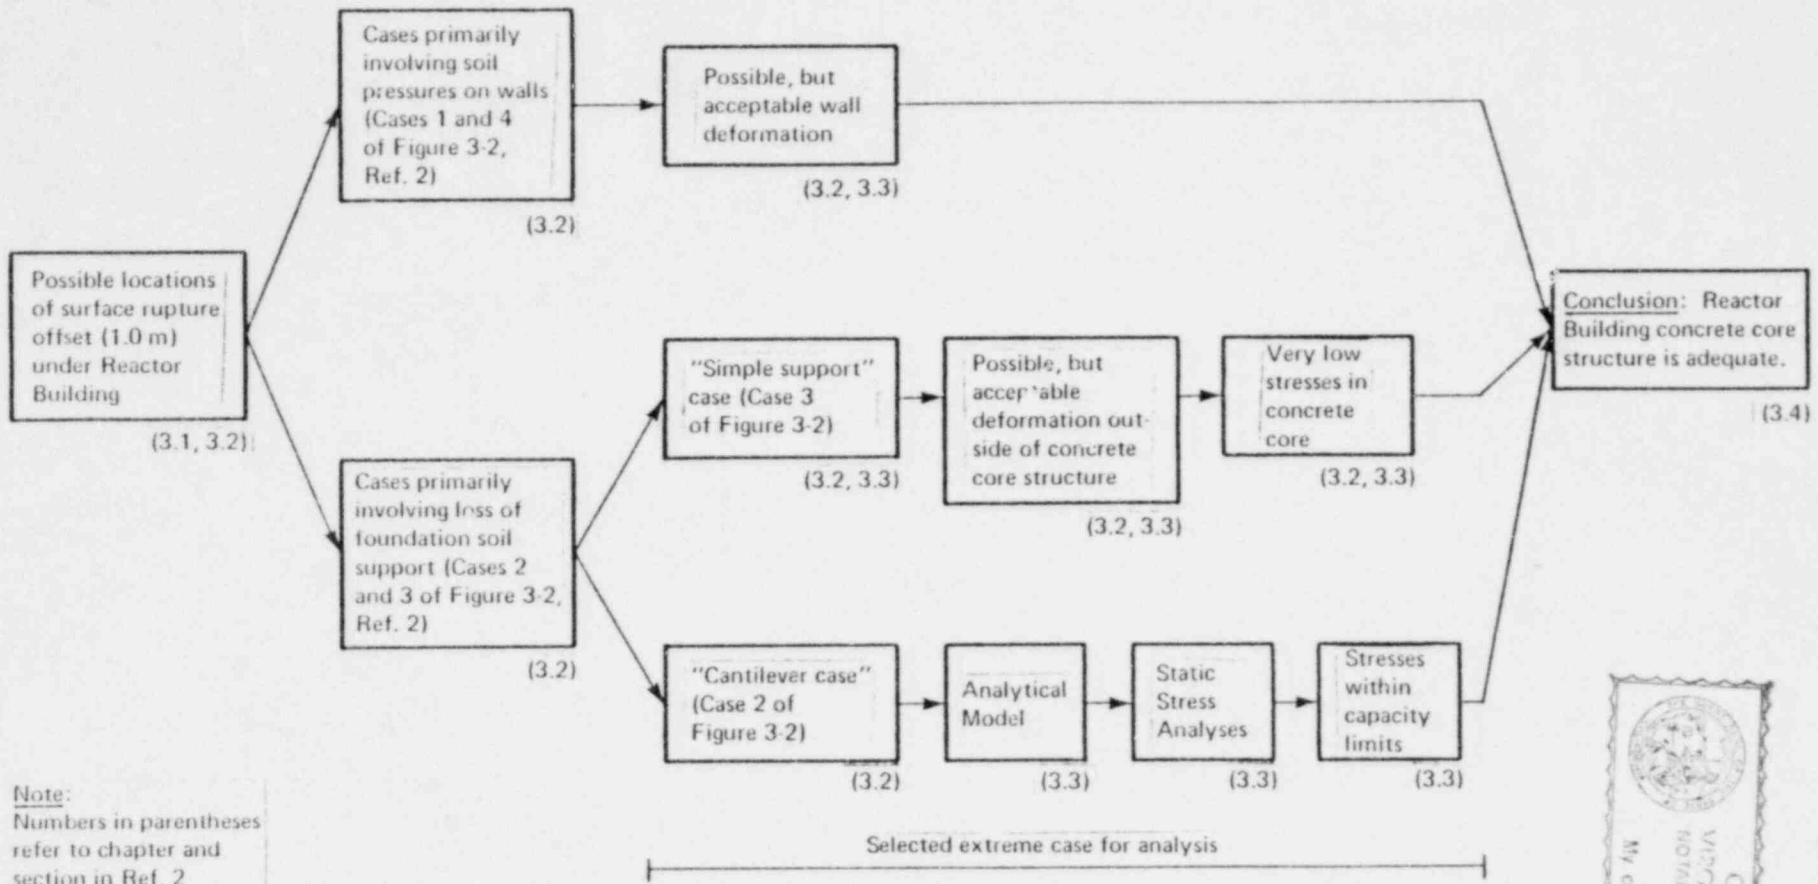 Cases primarily
involving soil
pressures on walls
(Cases 1 and 4
of Figure 3-2,
Ref. 2)
(3.2)
Possible, but
acceptable wall
deformation
(3.2, 3.3)
Possible locations
of surface rupture
offset (1.0 m)
under Reactor
Building
(3.1, 3.2)
Cases primarily
involving loss of
foundation soil
support (Cases 2
and 3 of Figure 3-2,
Ref. 2)
(3.2)
"Simple support"
case (Case 3
of Figure 3-2)
(3.2, 3.3)
Possible, but
acceptable
deformation out-
side of concrete
core structure
(3.2, 3.3)
Very low
stresses in
concrete
core
(3.2, 3.3)
Conclusion: Reactor
Building concrete core
structure is adequate.
(3.4)
"Cantilever case"
(Case 2 of
Figure 3-2)
(3.2)
Analytical
Model
(3.3)
Static
Stress
Analyses
(3.3)
Stresses
within
capacity
limits
(3.3)
Selected extreme case for analysis
Note:
Numbers in parentheses
refer to chapter and
section in Ref. 2
My